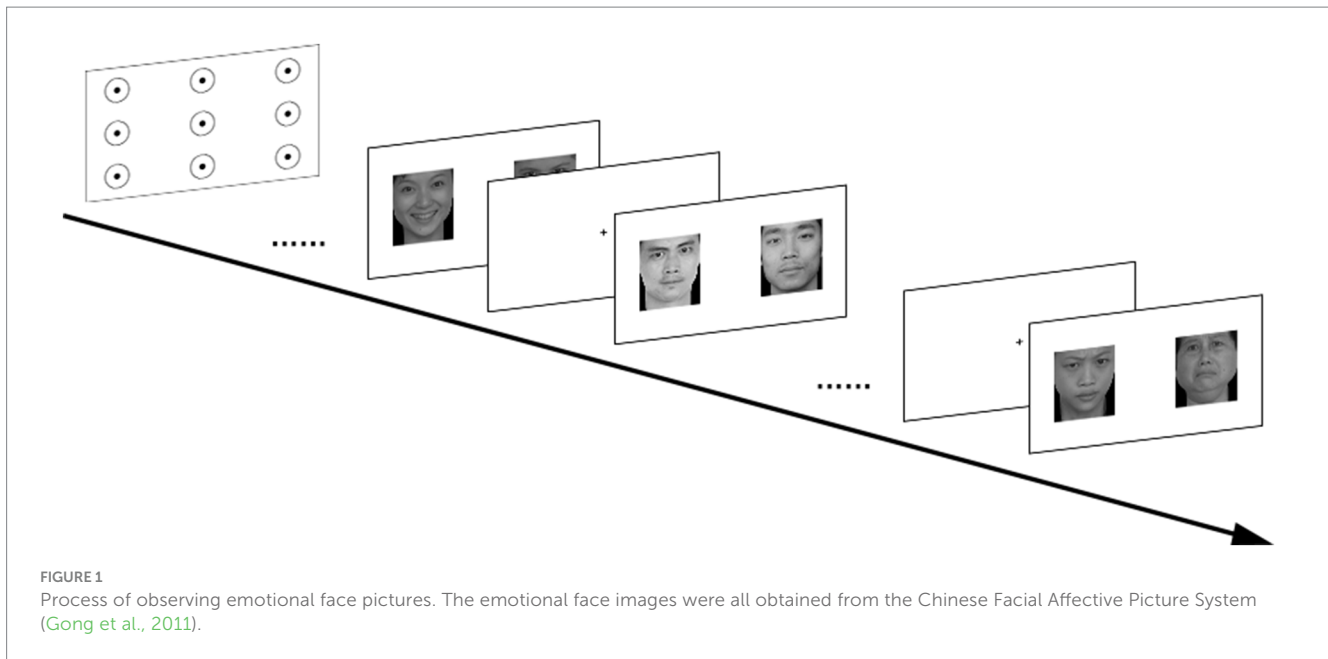 FIGURE 1
Process of observing emotional face pictures. The emotional face images were all obtained from the Chinese Facial Affective Picture System
(Gong et al., 2011).